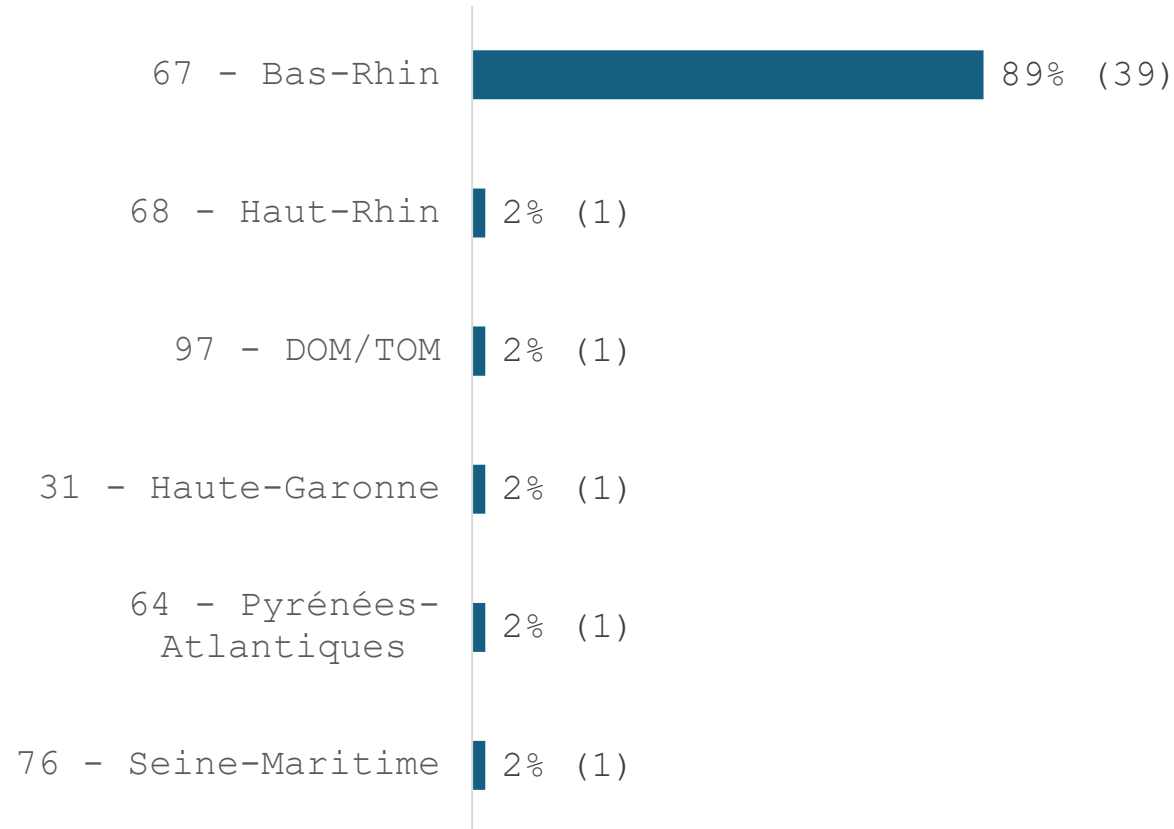 67 - Bas-Rhin 89% (39)
68 - Haut-Rhin 2% (1)
97 - DOM/TOM 2% (1)
31 - Haute-Garonne 2% (1)
64 - Pyrénées-
Atlantiques 2% (1)
76 - Seine-Maritime 2% (1)